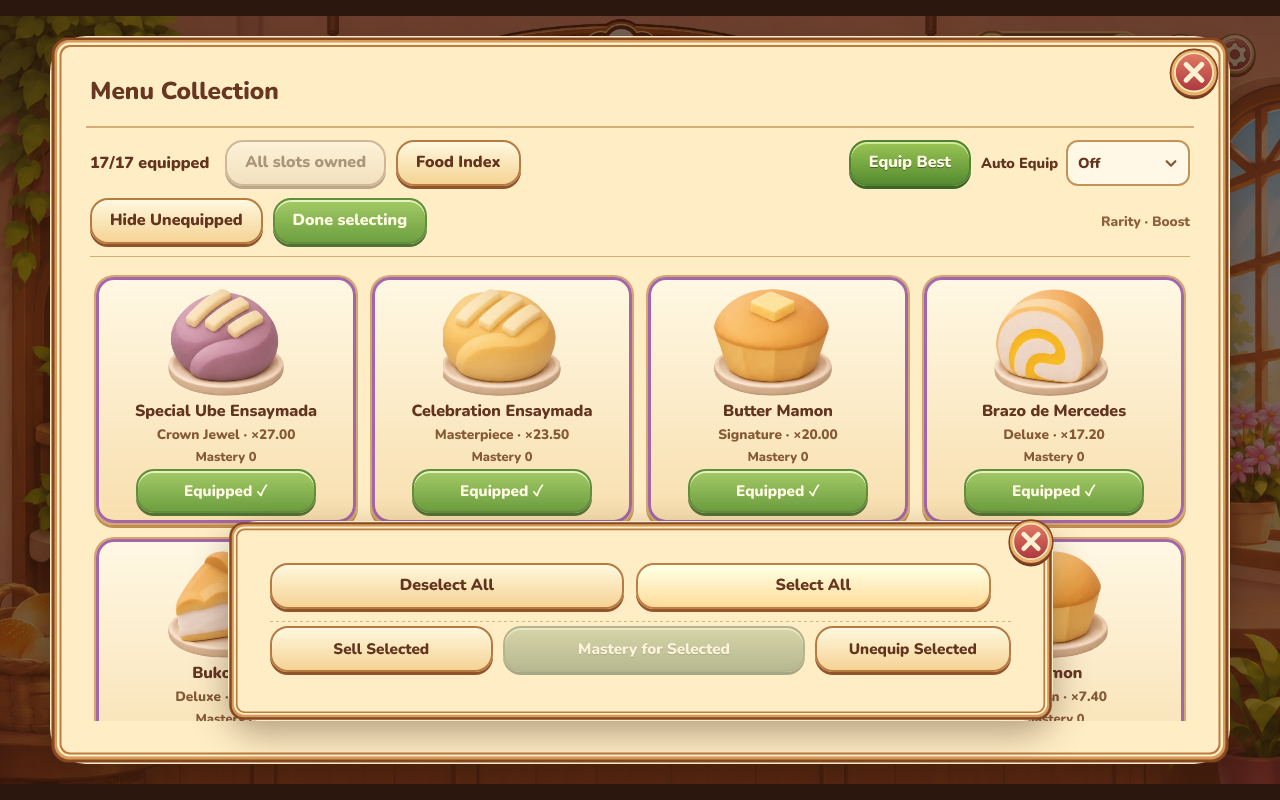 Menu Collection
17/17 equipped
All slots owned
Food Index
Equip Best
Auto Equip
Off
Hide Unequipped
Done selecting
Rarity · Boost
Special Ube Ensaymada
Crown Jewel · ×27.00
Mastery 0
Equipped ✓
Celebration Ensaymada
Masterpiece · ×23.50
Mastery 0
Equipped ✓
Butter Mamon
Signature · ×20.00
Mastery 0
Equipped ✓
Brazo de Mercedes
Deluxe · ×17.20
Mastery 0
Equipped ✓
Deselect All
Select All
Sell Selected
Mastery for Selected
Unequip Selected
Deluxe ·
· ×7.40